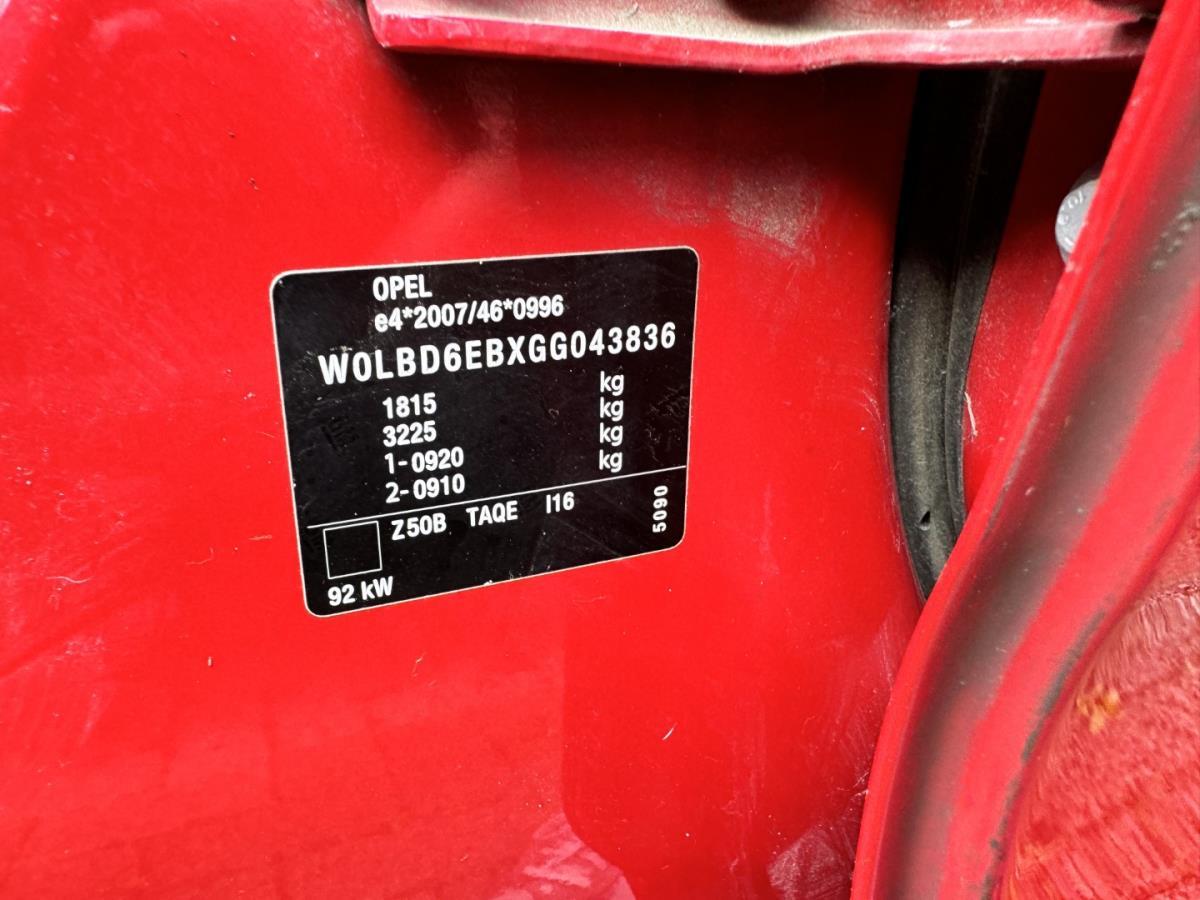 OPEL
e4*2007/46*0996
W0LBD6EBXGG043836
1815 kg
3225 kg
1-0920 kg
2-0910 kg
Z50B TAQE I16
5090
92 kW